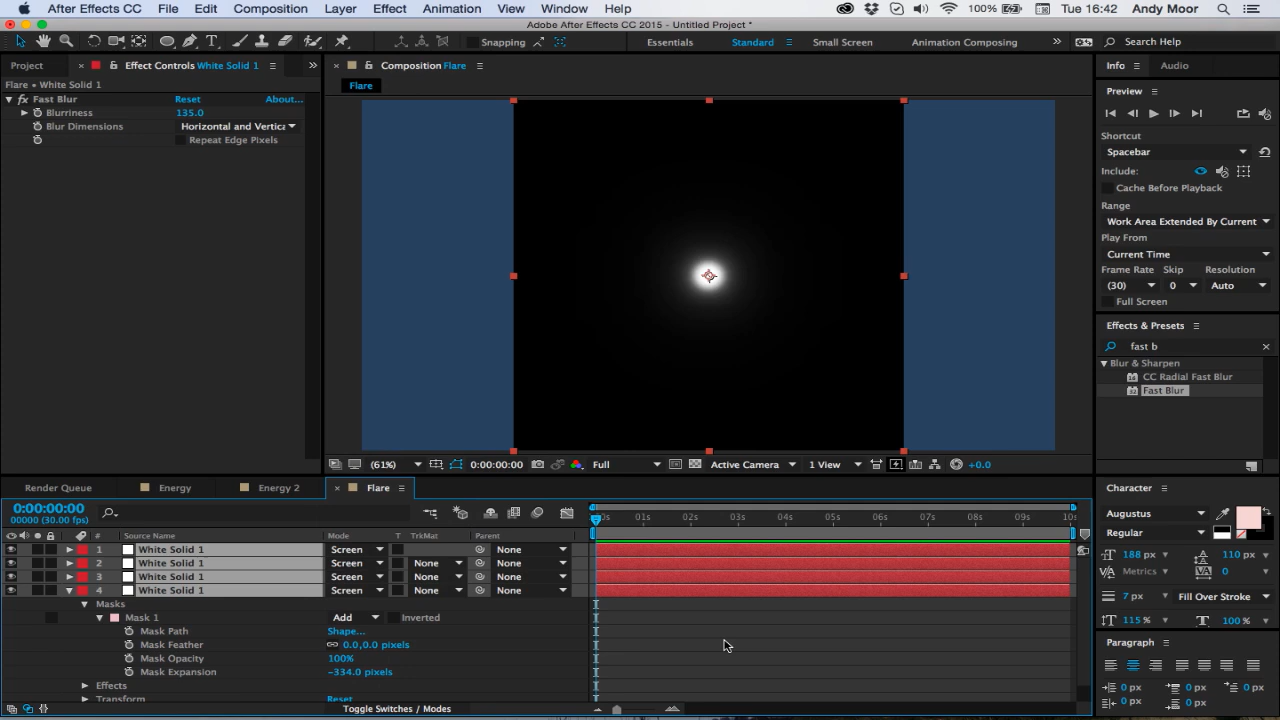 After Effects CC File Edit Composition Layer Effect Animation View Window Help 100% Tue 16:42 Andy Moor
Adobe After Effects CC 2015 - Untitled Project *
Snapping Essentials Standard Small Screen Animation Composing Search Help
Project Effect Controls White Solid 1 Composition Flare Info Audio
Flare • White Solid 1 Flare
fx Fast Blur Reset About...
Blurriness 135.0
Blur Dimensions Horizontal and Vertica
Repeat Edge Pixels
Preview
Shortcut
Spacebar
Include:
Cache Before Playback
Range
Work Area Extended By Current
Play From
Current Time
Frame Rate Skip Resolution
(30) 0 Auto
Full Screen
Effects & Presets
fast b
Blur & Sharpen
CC Radial Fast Blur
Fast Blur
(61%) 0:00:00:00 Full Active Camera 1 View +0.0
Render Queue Energy Energy 2 Flare
0:00:00:00
00000 (30.00 fps)
# Source Name Mode T TrkMat Parent
00s 01s 02s 03s 04s 05s 06s 07s 08s 09s 10s
1 White Solid 1 Screen None
2 White Solid 1 Screen None None
3 White Solid 1 Screen None None
4 White Solid 1 Screen None None
Masks
Mask 1 Add Inverted
Mask Path Shape...
Mask Feather 0.0,0.0 pixels
Mask Opacity 100%
Mask Expansion -334.0 pixels
Effects
Transform Reset
Toggle Switches / Modes
Character
Augustus
Regular
188 px 110 px
Metrics 0
7 px Fill Over Stroke
115 % 100 %
Paragraph
0 px 0 px 0 px
0 px 0 px